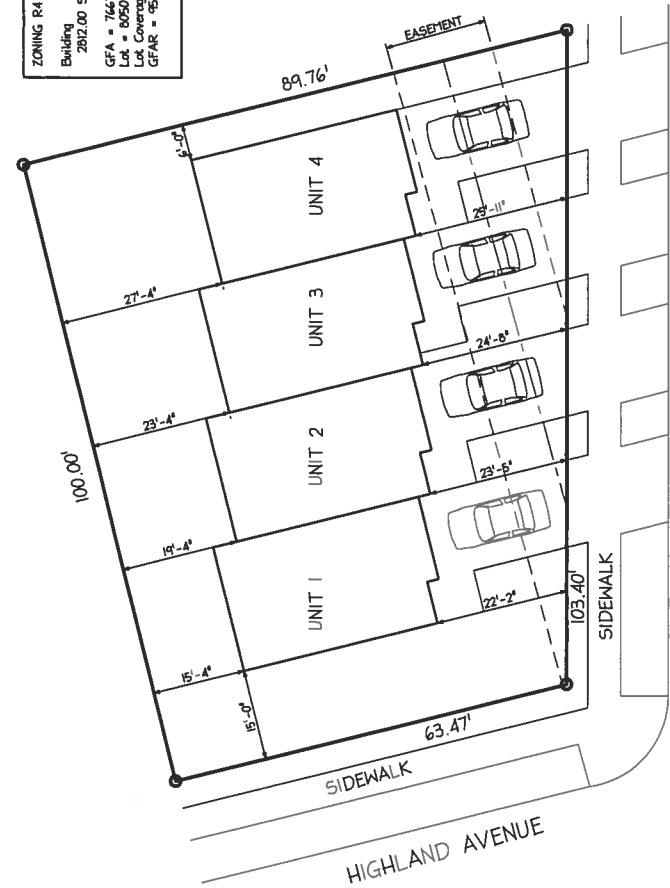 ZONING R4
Building
2812.00 S
GFA = 766
Lot = 8050
Lot Coverag
GFAR = 95
EASEMENT
89.76'
6'-0"
UNIT 4
25'-11"
27'-4"
UNIT 3
24'-8"
23'-4"
UNIT 2
100.00'
23'-5"
19'-4"
UNIT 1
22'-2"
103.40'
SIDEWALK
15'-4"
15'-0"
63.47'
SIDEWALK
HIGHLAND AVENUE